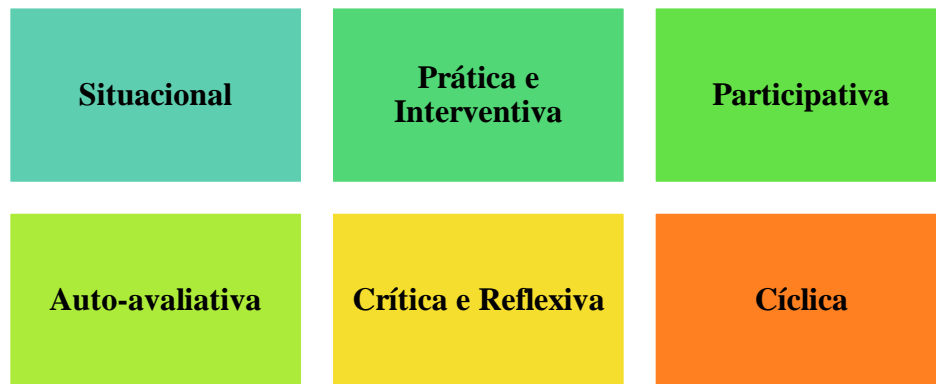 Situacional
Prática e
Interventiva
Participativa
Auto-avaliativa
Crítica e Reflexiva
Cíclica